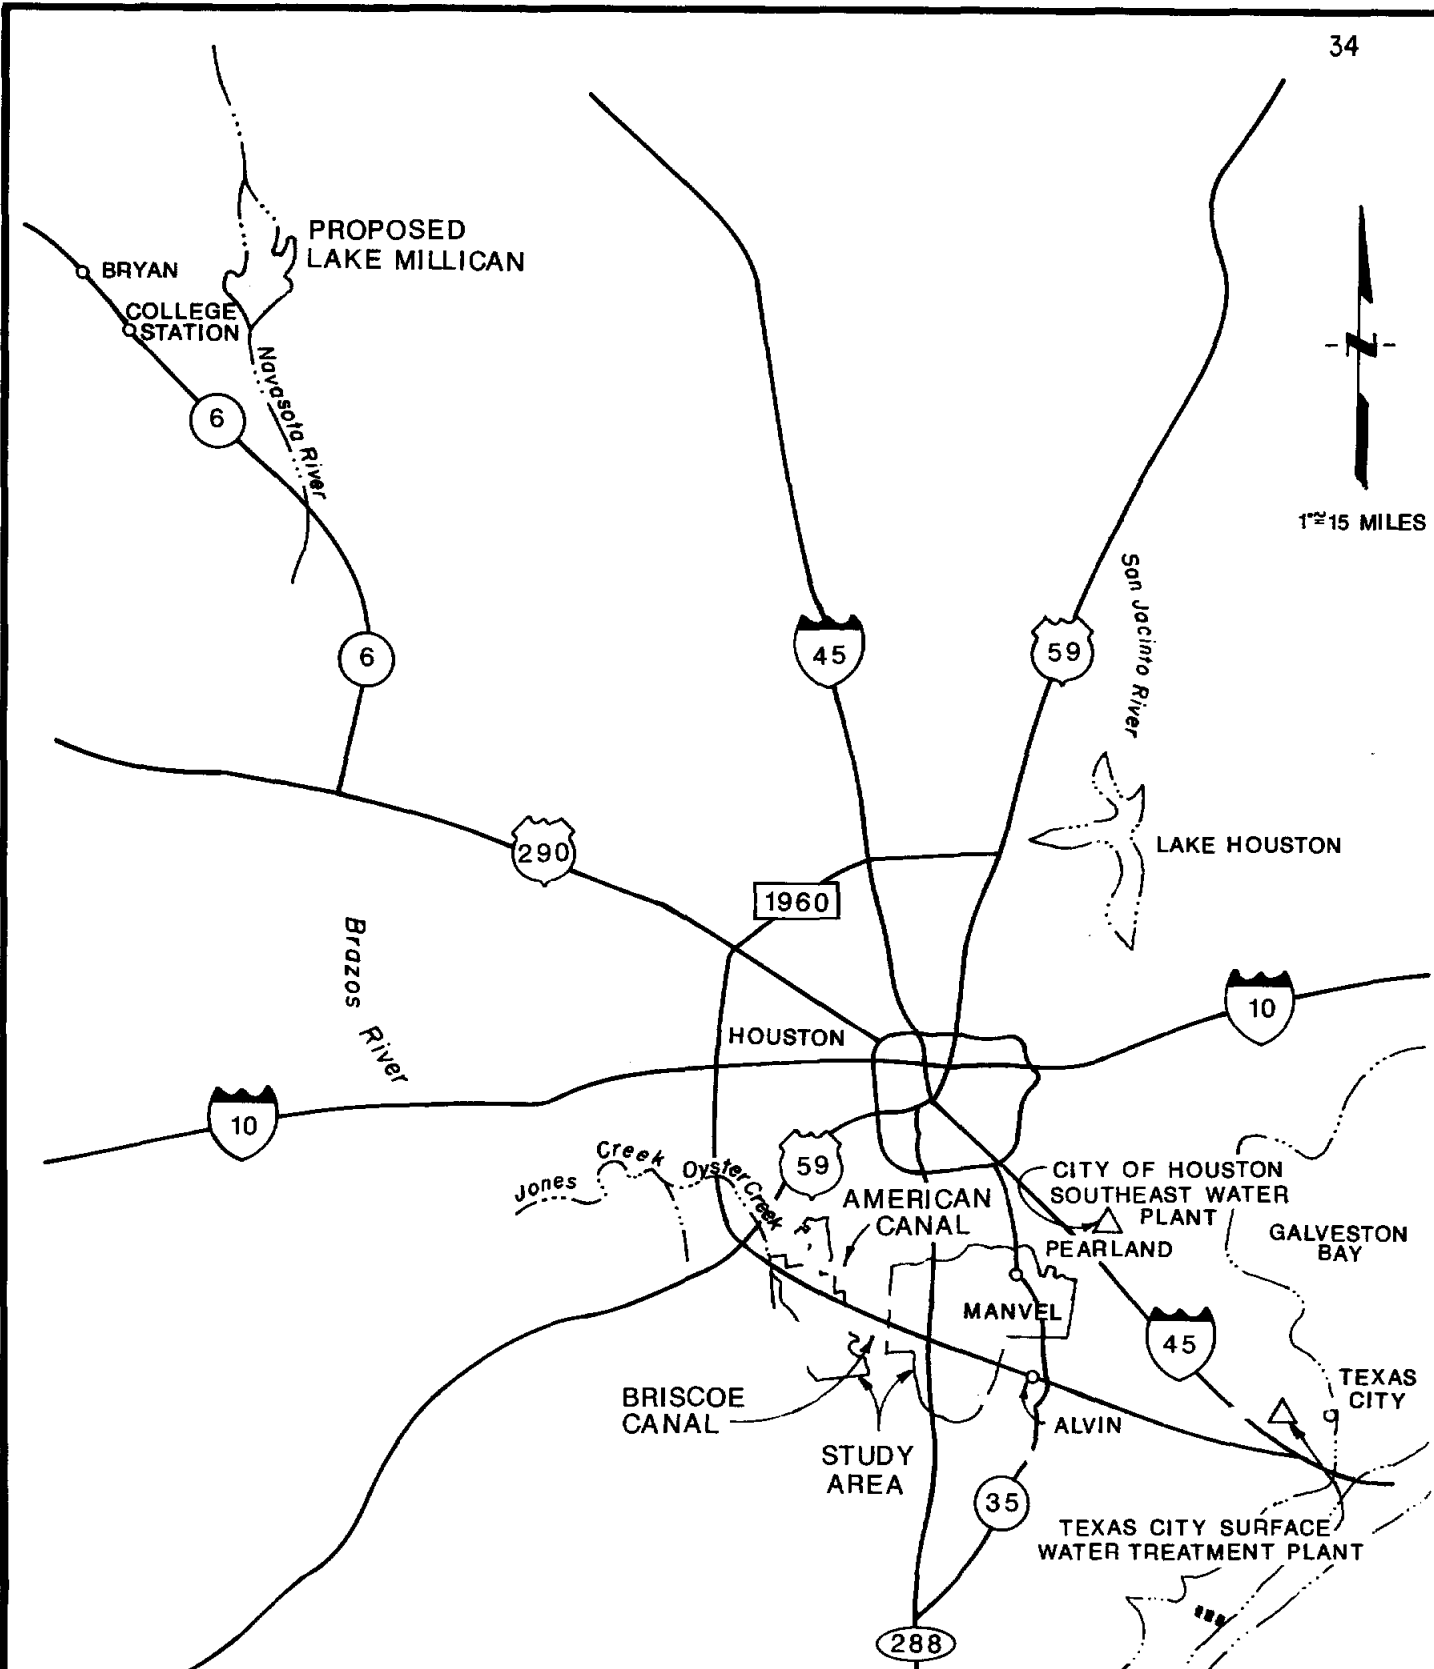 34
PROPOSED
LAKE MILLICAN
BRYAN
COLLEGE
STATION
Navasota River
6
N
1"≅15 MILES
San Jacinto River
45
59
6
290
LAKE HOUSTON
1960
Brazos River
10
HOUSTON
10
Jones Creek
Oyster Creek
59
CITY OF HOUSTON
SOUTHEAST WATER
PLANT
AMERICAN
CANAL
PEARLAND
GALVESTON
BAY
MANVEL
45
BRISCOE
CANAL
TEXAS
CITY
ALVIN
STUDY
AREA
35
TEXAS CITY SURFACE
WATER TREATMENT PLANT
288